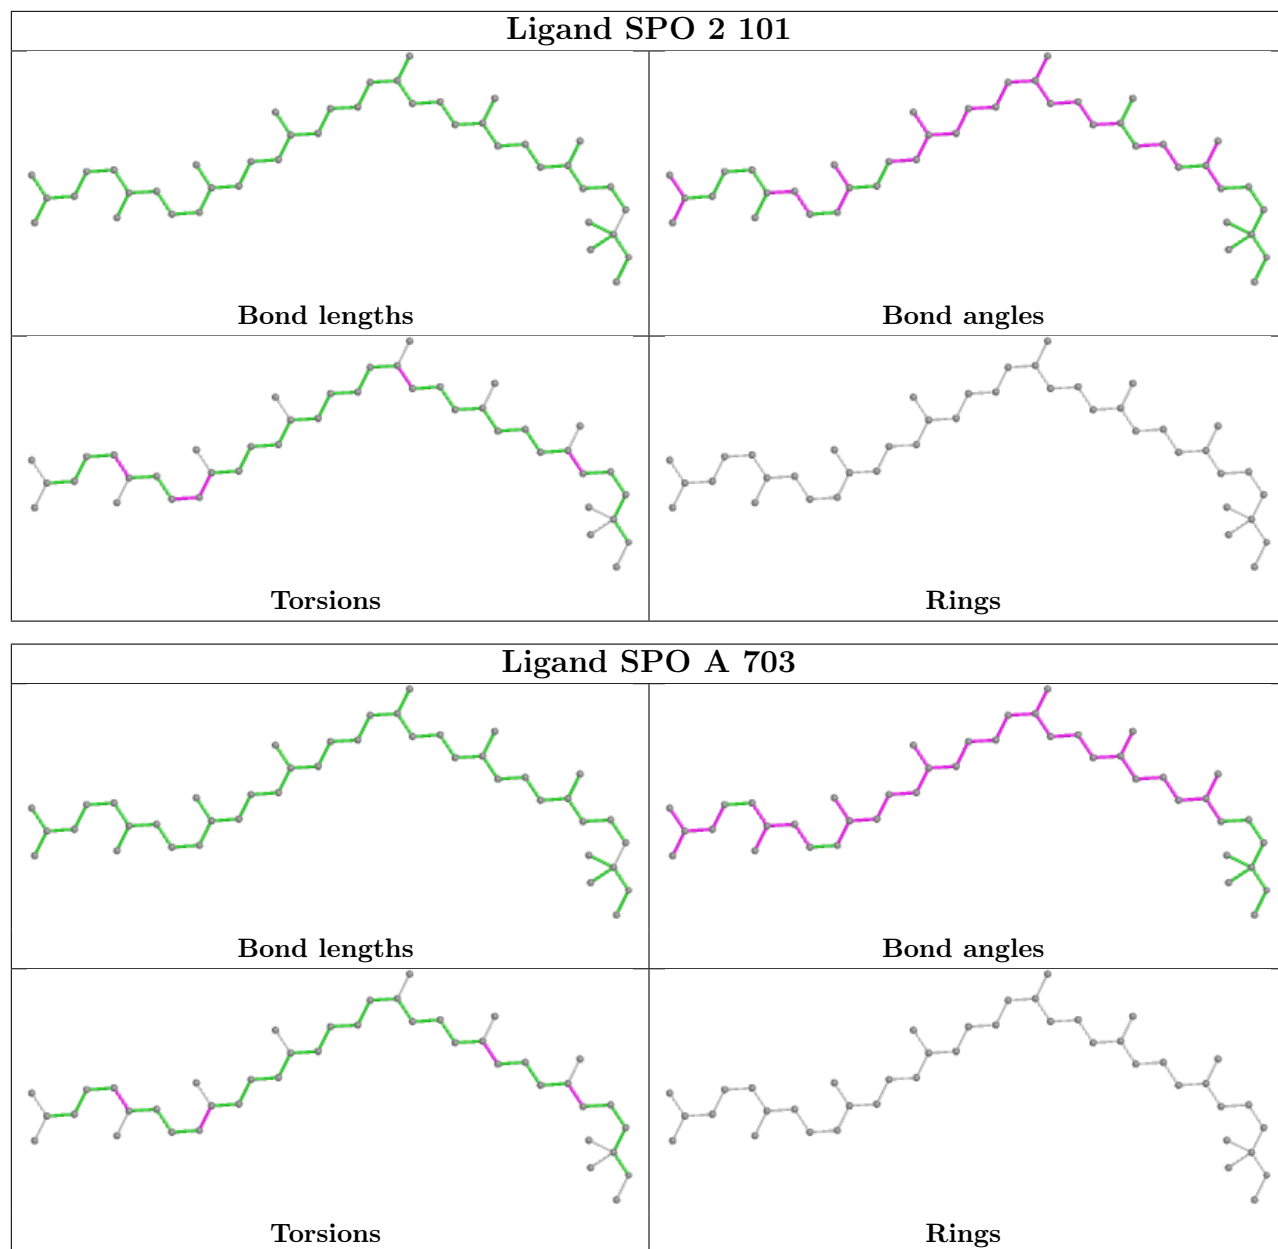 Ligand SPO 2 101
Bond lengths
Bond angles
Torsions
Rings
Ligand SPO A 703
Bond lengths
Bond angles
Torsions
Rings